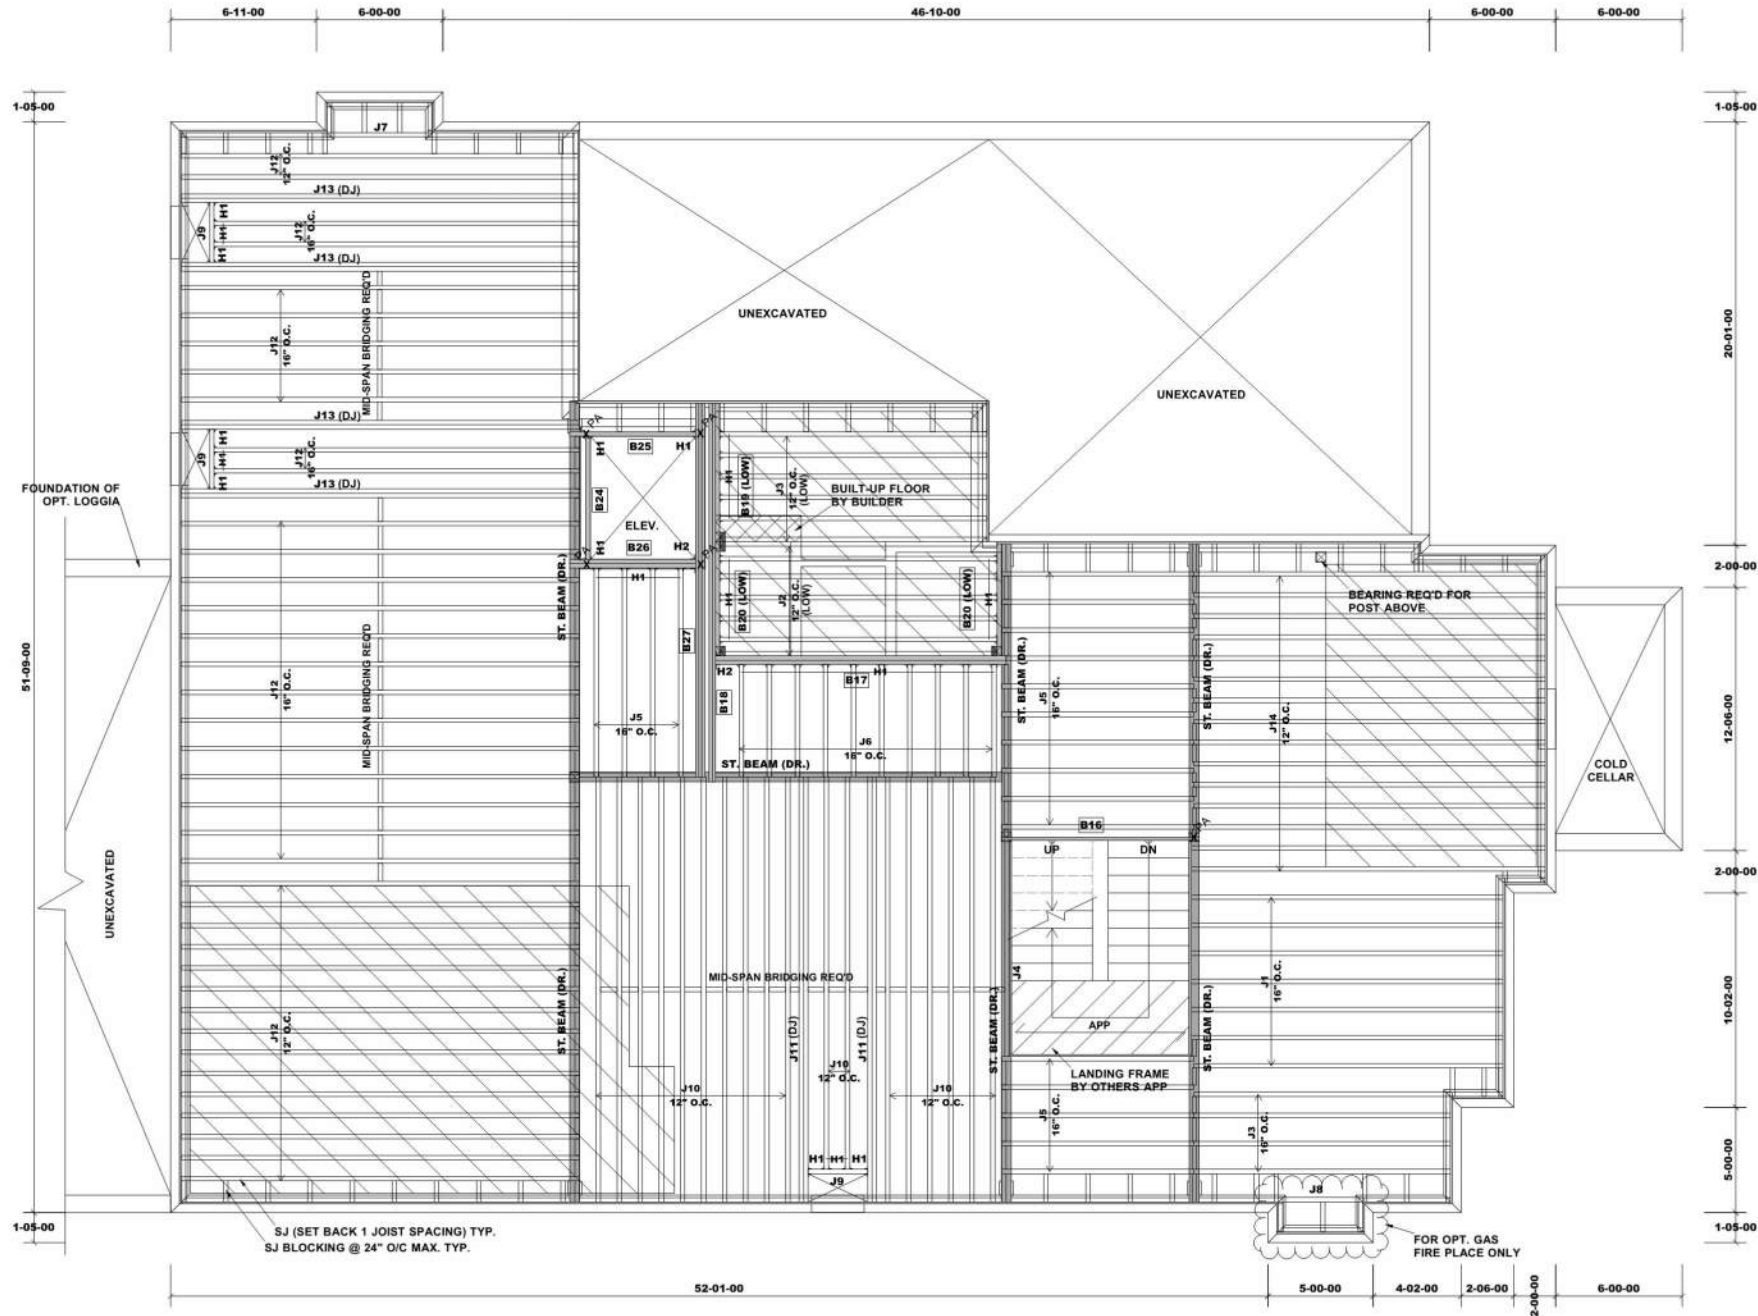 6-11-00
6-00-00
46-10-00
6-00-00
6-00-00
1-05-00
1-05-00
J7
J12
12" O.C.
J13 (DJ)
J9
H1
H1
H1
J12
16" O.C.
J13 (DJ)
MID-SPAN BRIDGING REQ'D
J12
16" O.C.
UNEXCAVATED
20-01-00
UNEXCAVATED
J13 (DJ)
J9
H1
H1
H1
J12
16" O.C.
J13 (DJ)
FOUNDATION OF
OPT. LOGGIA
PA
PA
H1
B25
H1
B24
ELEV.
H1
B26
H2
PA
PA
H1
H1
B19 (LOW)
J3
12" O.C.
(LOW)
BUILT-UP FLOOR
BY BUILDER
H1
B20 (LOW)
J2
12" O.C.
(LOW)
B20 (LOW)
H1
ST. BEAM (DR.)
B27
2-00-00
BEARING REQ'D FOR
POST ABOVE
51-09-00
MID-SPAN BRIDGING REQ'D
J12
16" O.C.
H2
B17
H1
B18
J5
16" O.C.
J6
16" O.C.
ST. BEAM (DR.)
ST. BEAM (DR.)
J5
16" O.C.
ST. BEAM (DR.)
J14
12" O.C.
12-06-00
COLD
CELLAR
B16
PA
UP
DN
2-00-00
UNEXCAVATED
J12
12" O.C.
ST. BEAM (DR.)
MID-SPAN BRIDGING REQ'D
J11 (DJ)
J11 (DJ)
ST. BEAM (DR.)
J4
APP
ST. BEAM (DR.)
J1
16" O.C.
10-02-00
LANDING FRAME
BY OTHERS APP
J10
12" O.C.
J10
12" O.C.
J10
12" O.C.
J5
16" O.C.
J3
16" O.C.
5-00-00
H1
H1
H1
J9
J8
1-05-00
1-05-00
SJ (SET BACK 1 JOIST SPACING) TYP.
SJ BLOCKING @ 24" O/C MAX. TYP.
FOR OPT. GAS
FIRE PLACE ONLY
52-01-00
5-00-00
4-02-00
2-06-00
2-00-00
6-00-00